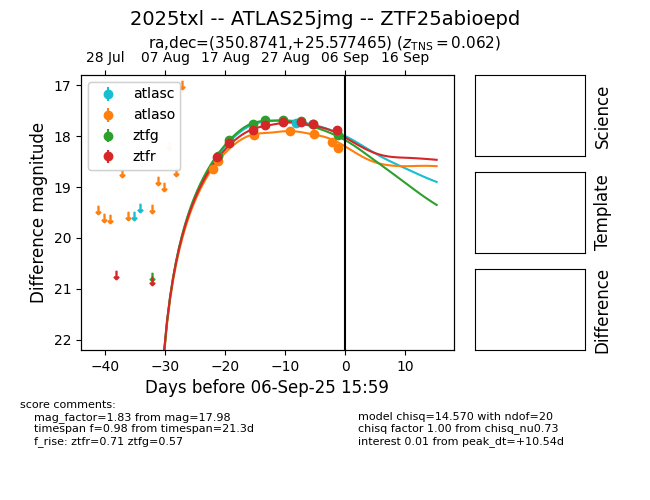 2025txl -- ATLAS25jmg -- ZTF25abioepd
ra,dec=(350.8741,+25.577465) (z_TNS = 0.062)
28 Jul 07 Aug 17 Aug 27 Aug 06 Sep 16 Sep
17
18
19
20
21
22
Difference magnitude
atlasc
atlaso
ztfg
ztfr
−40 −30 −20 −10 0 10
Days before 06-Sep-25 15:59
Science
Template
Difference
score comments:
mag_factor=1.83 from mag=17.98
timespan f=0.98 from timespan=21.3d
f_rise: ztfr=0.71 ztfg=0.57
model chisq=14.570 with ndof=20
chisq factor 1.00 from chisq_nu0.73
interest 0.01 from peak_dt=+10.54d